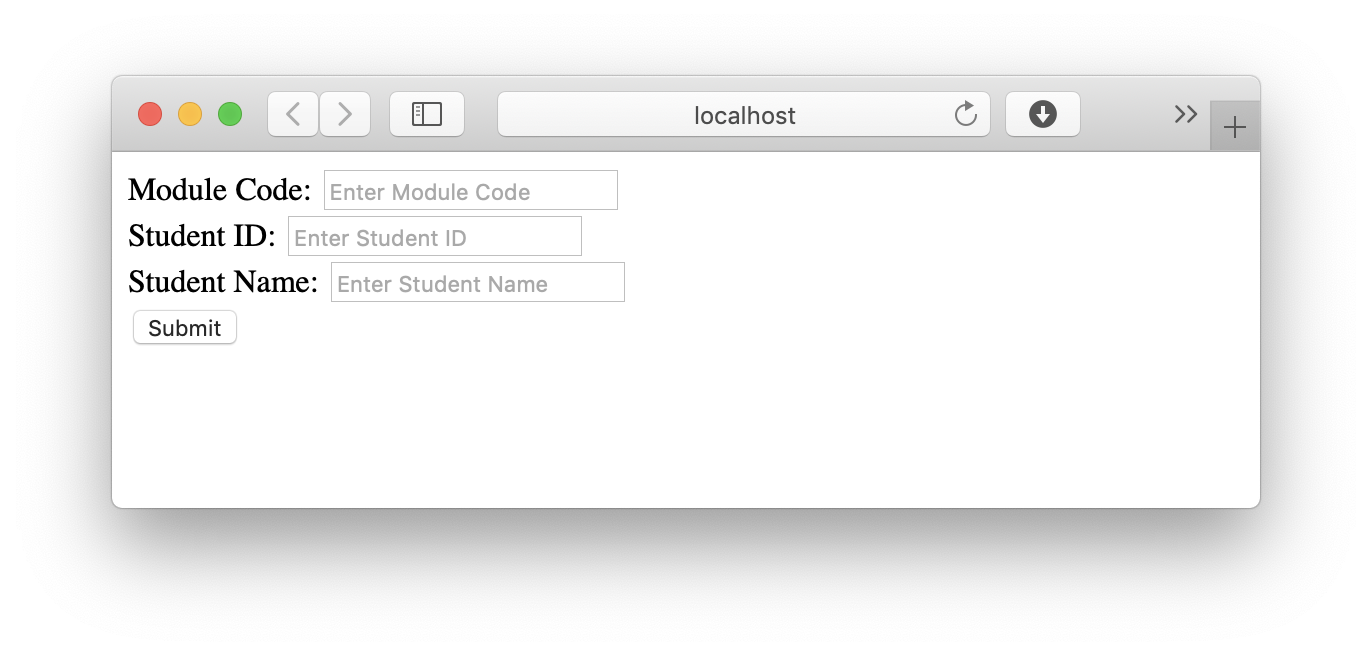 localhost
Module Code: Enter Module Code
Student ID: Enter Student ID
Student Name: Enter Student Name
Submit